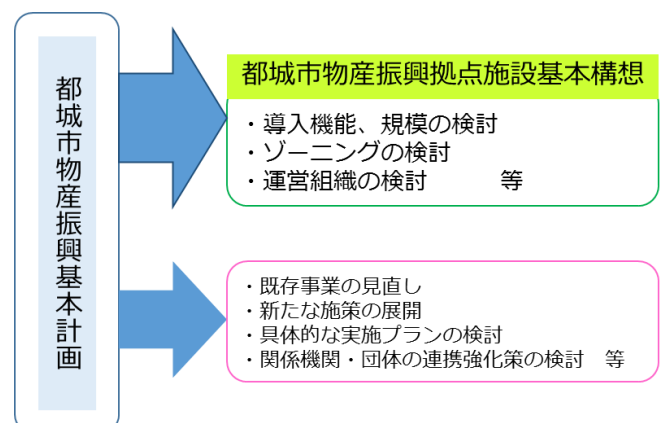 都城市物産振興基本計画
都城市物産振興拠点施設基本構想
・導入機能、規模の検討
・ゾーニングの検討
・運営組織の検討　　　等
・既存事業の見直し
・新たな施策の展開
・具体的な実施プランの検討
・関係機関・団体の連携強化策の検討　等